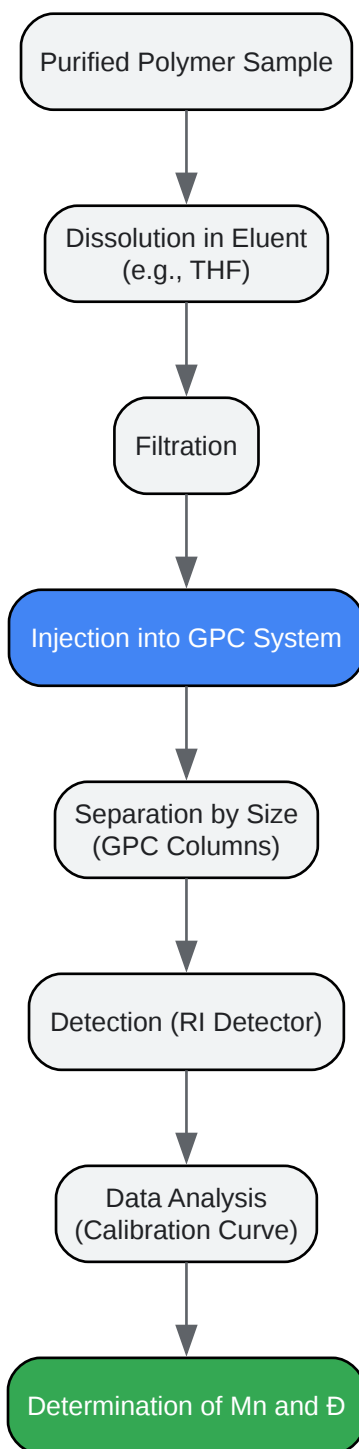 Purified Polymer Sample
Dissolution in Eluent
(e.g., THF)
Filtration
Injection into GPC System
Separation by Size
(GPC Columns)
Detection (RI Detector)
Data Analysis
(Calibration Curve)
Determination of Mn and Đ